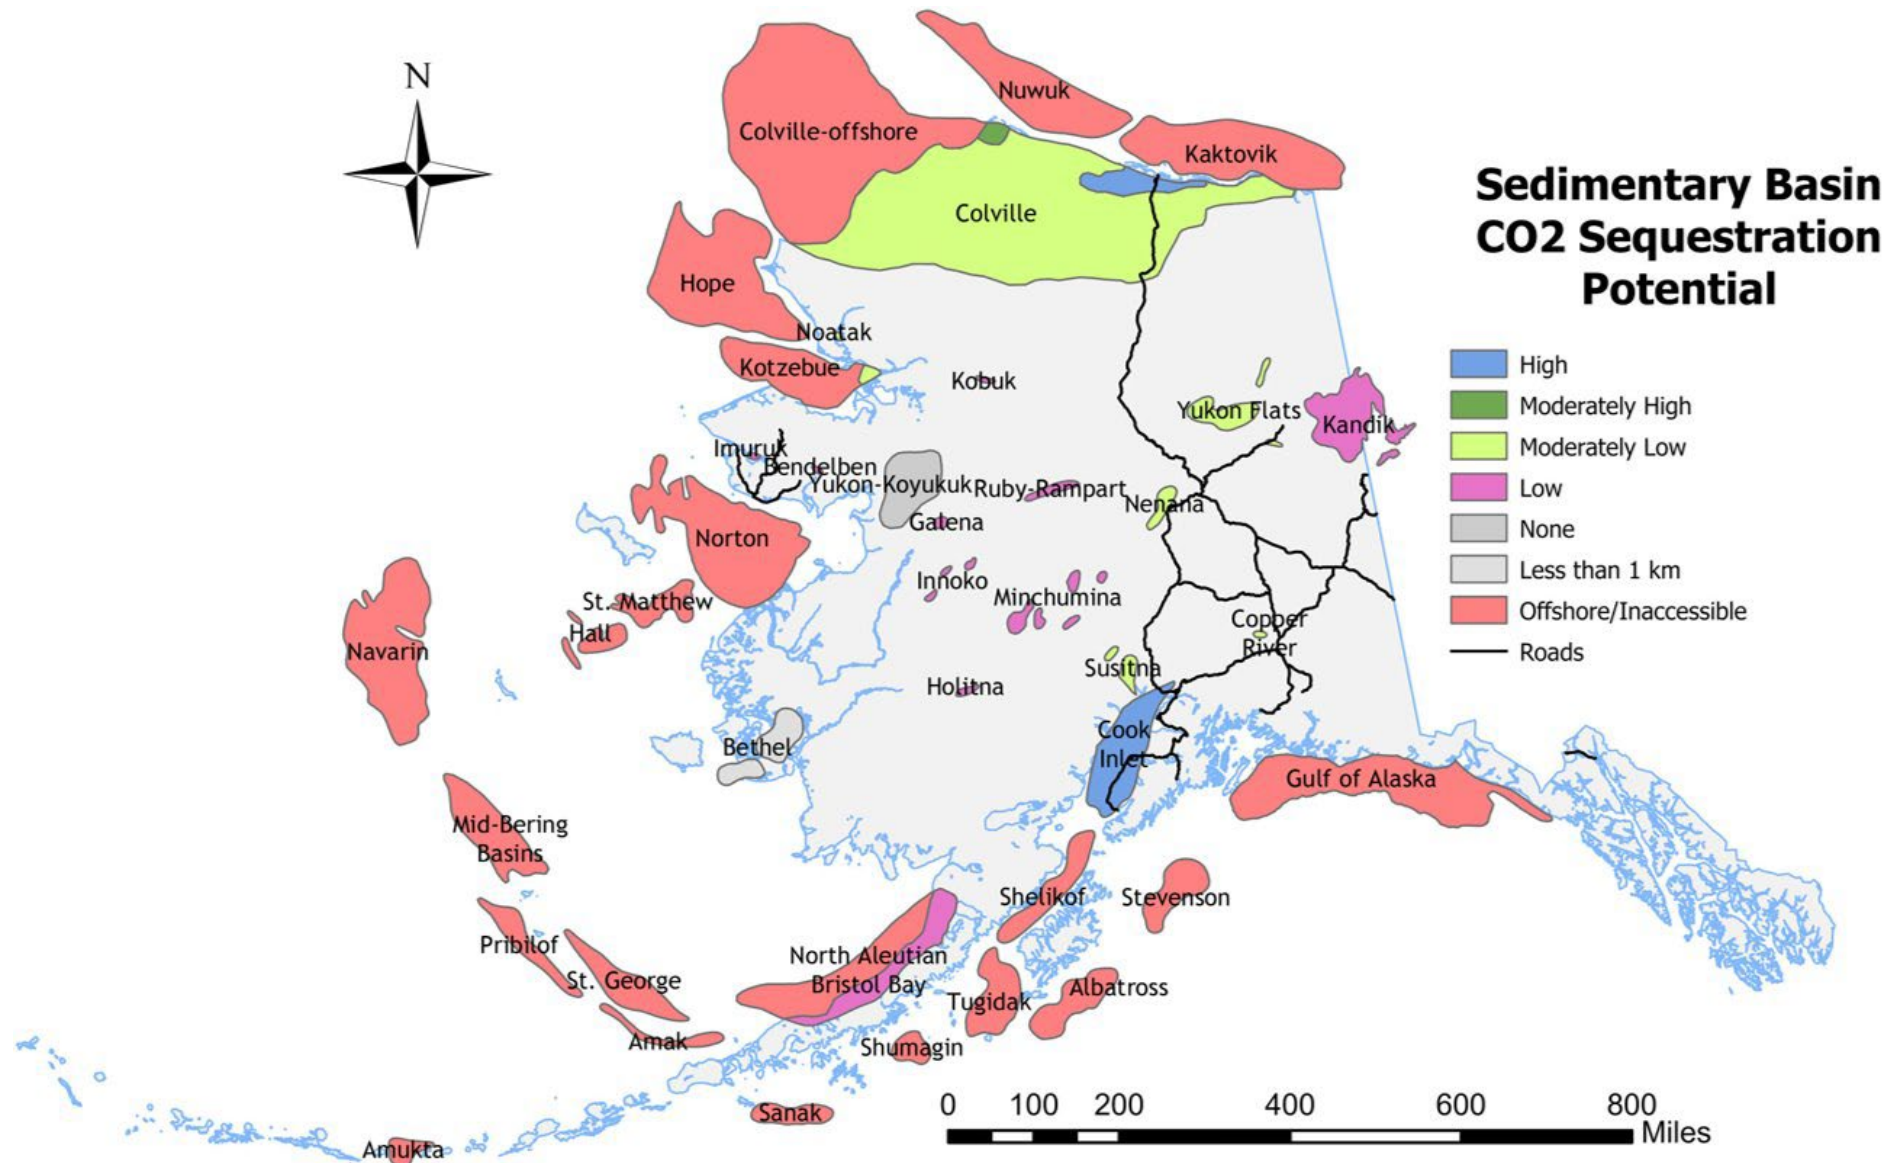 N
Nuwuk
Colville-offshore
Kaktovik
Colville
Hope
Noatak
Kotzebue
Kobuk
Yukon Flats
Kandik
Imuruk
Bendelben
Yukon-Koyukuk
Ruby-Rampart
Nenana
Galena
Norton
Innoko
Minchumina
St. Matthew
Hall
Copper
River
Navarin
Susitna
Holitna
Cook
Inlet
Bethel
Gulf of Alaska
Mid-Bering
Basins
Shelikof
Stevenson
Pribilof
St. George
North Aleutian
Bristol Bay
Tugidak
Albatross
Amak
Shumagin
Sanak
Amukta
Sedimentary Basin
CO2 Sequestration
Potential
High
Moderately High
Moderately Low
Low
None
Less than 1 km
Offshore/Inaccessible
Roads
0 100 200 400 600 800
Miles